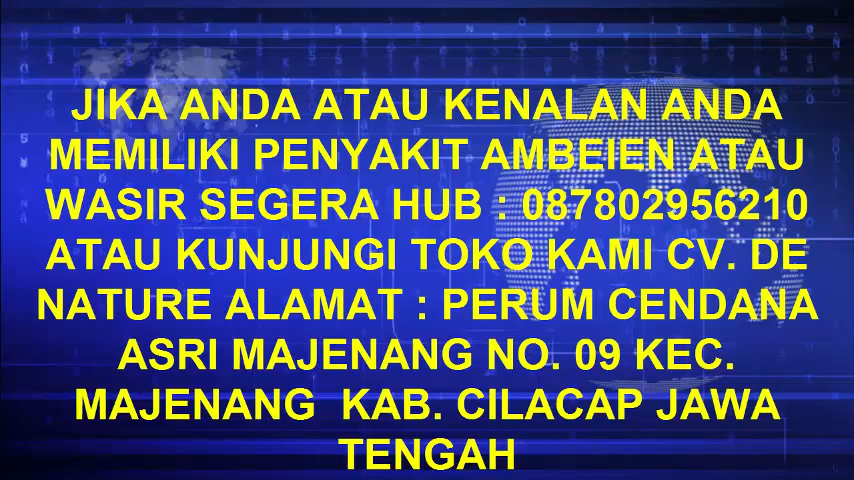 JIKA ANDA ATAU KENALAN ANDA
MEMILIKI PENYAKIT AMBEIEN ATAU
WASIR SEGERA HUB : 087802956210
ATAU KUNJUNGI TOKO KAMI CV. DE
NATURE ALAMAT : PERUM CENDANA
ASRI MAJENANG NO. 09 KEC.
MAJENANG  KAB. CILACAP JAWA
TENGAH